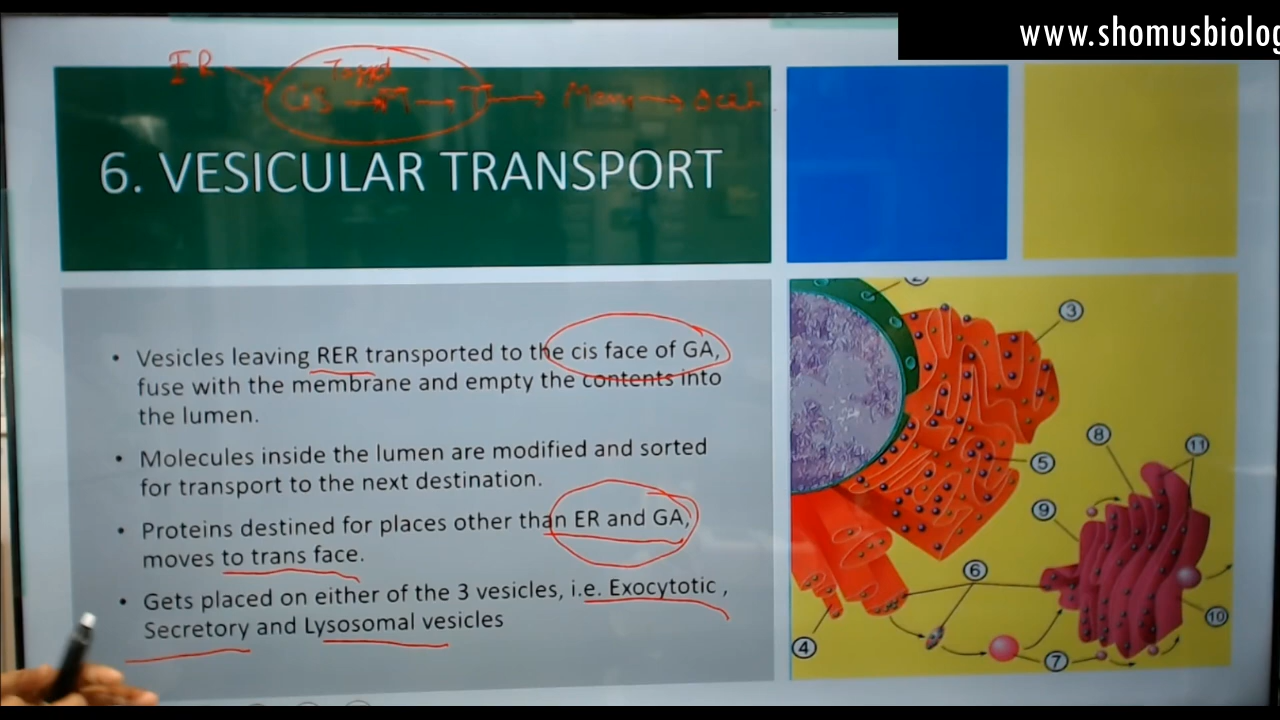 www.shomusbiolog
ER
Cis → M → T →
6. VESICULAR TRANSPORT
• Vesicles leaving RER transported to the cis face of GA,
fuse with the membrane and empty the contents into
the lumen.
• Molecules inside the lumen are modified and sorted
for transport to the next destination.
• Proteins destined for places other than ER and GA,
moves to trans face.
• Gets placed on either of the 3 vesicles, i.e. Exocytotic ,
Secretory and Lysosomal vesicles
2
3
8
11
5
9
6
10
4
7